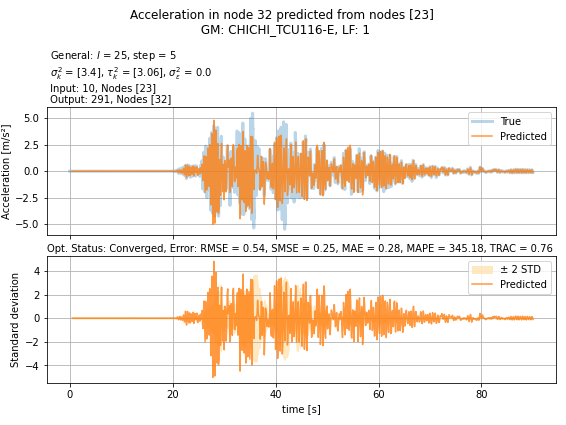 Acceleration in node 32 predicted from nodes [23]
GM: CHICHI_TCU116-E, LF: 1
General: l = 25, step = 5
σ²ₖ = [3.4], τ²ₖ = [3.06], σ²ε = 0.0
Input: 10, Nodes [23]
Output: 291, Nodes [32]
Acceleration [m/s²]
5.0
2.5
0.0
−2.5
−5.0
True
Predicted
Opt. Status: Converged, Error: RMSE = 0.54, SMSE = 0.25, MAE = 0.28, MAPE = 345.18, TRAC = 0.76
Standard deviation
4
2
0
−2
−4
± 2 STD
Predicted
0 20 40 60 80
time [s]